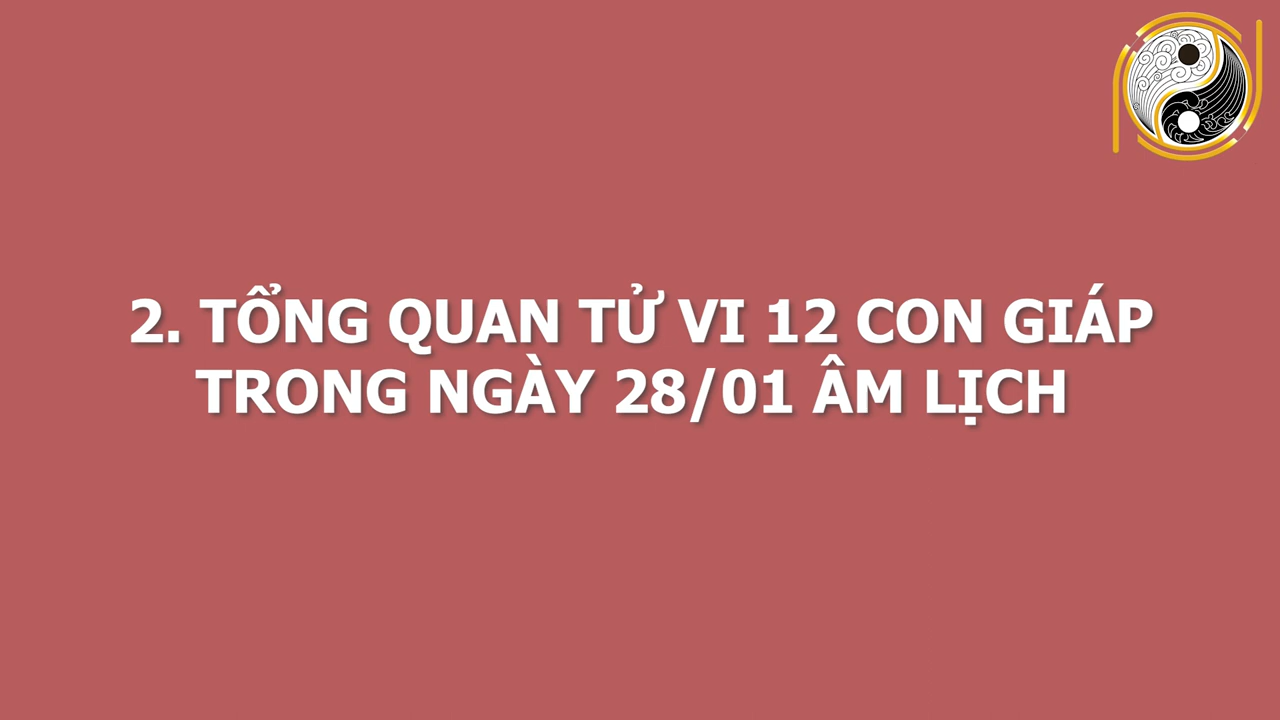 2. TỔNG QUAN TỬ VI 12 CON GIÁP
TRONG NGÀY 28/01 ÂM LỊCH